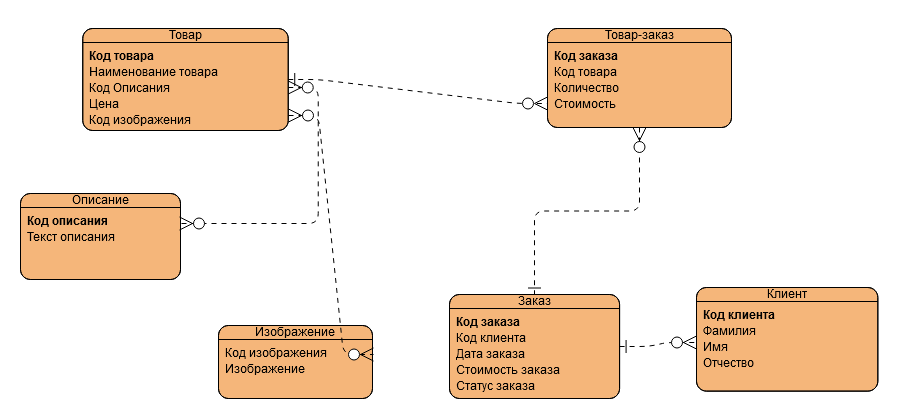 Товар
Код товара
Наименование товара
Код Описания
Цена
Код изображения
Товар-заказ
Код заказа
Код товара
Количество
Стоимость
Описание
Код описания
Текст описания
Изображение
Код изображения
Изображение
Заказ
Код заказа
Код клиента
Дата заказа
Стоимость заказа
Статус заказа
Клиент
Код клиента
Фамилия
Имя
Отчество